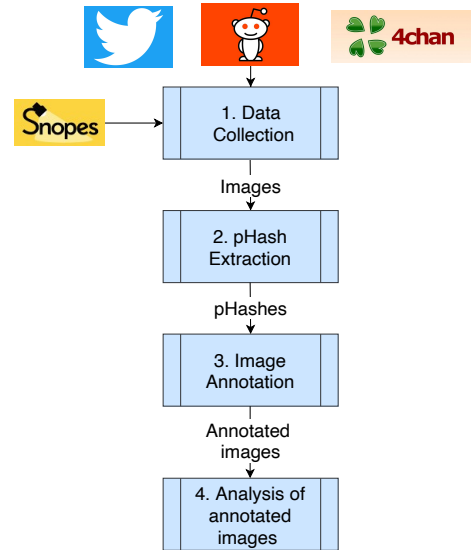 4chan
Snopes
1. Data
Collection
Images
2. pHash
Extraction
pHashes
3. Image
Annotation
Annotated
images
4. Analysis of
annotated
images